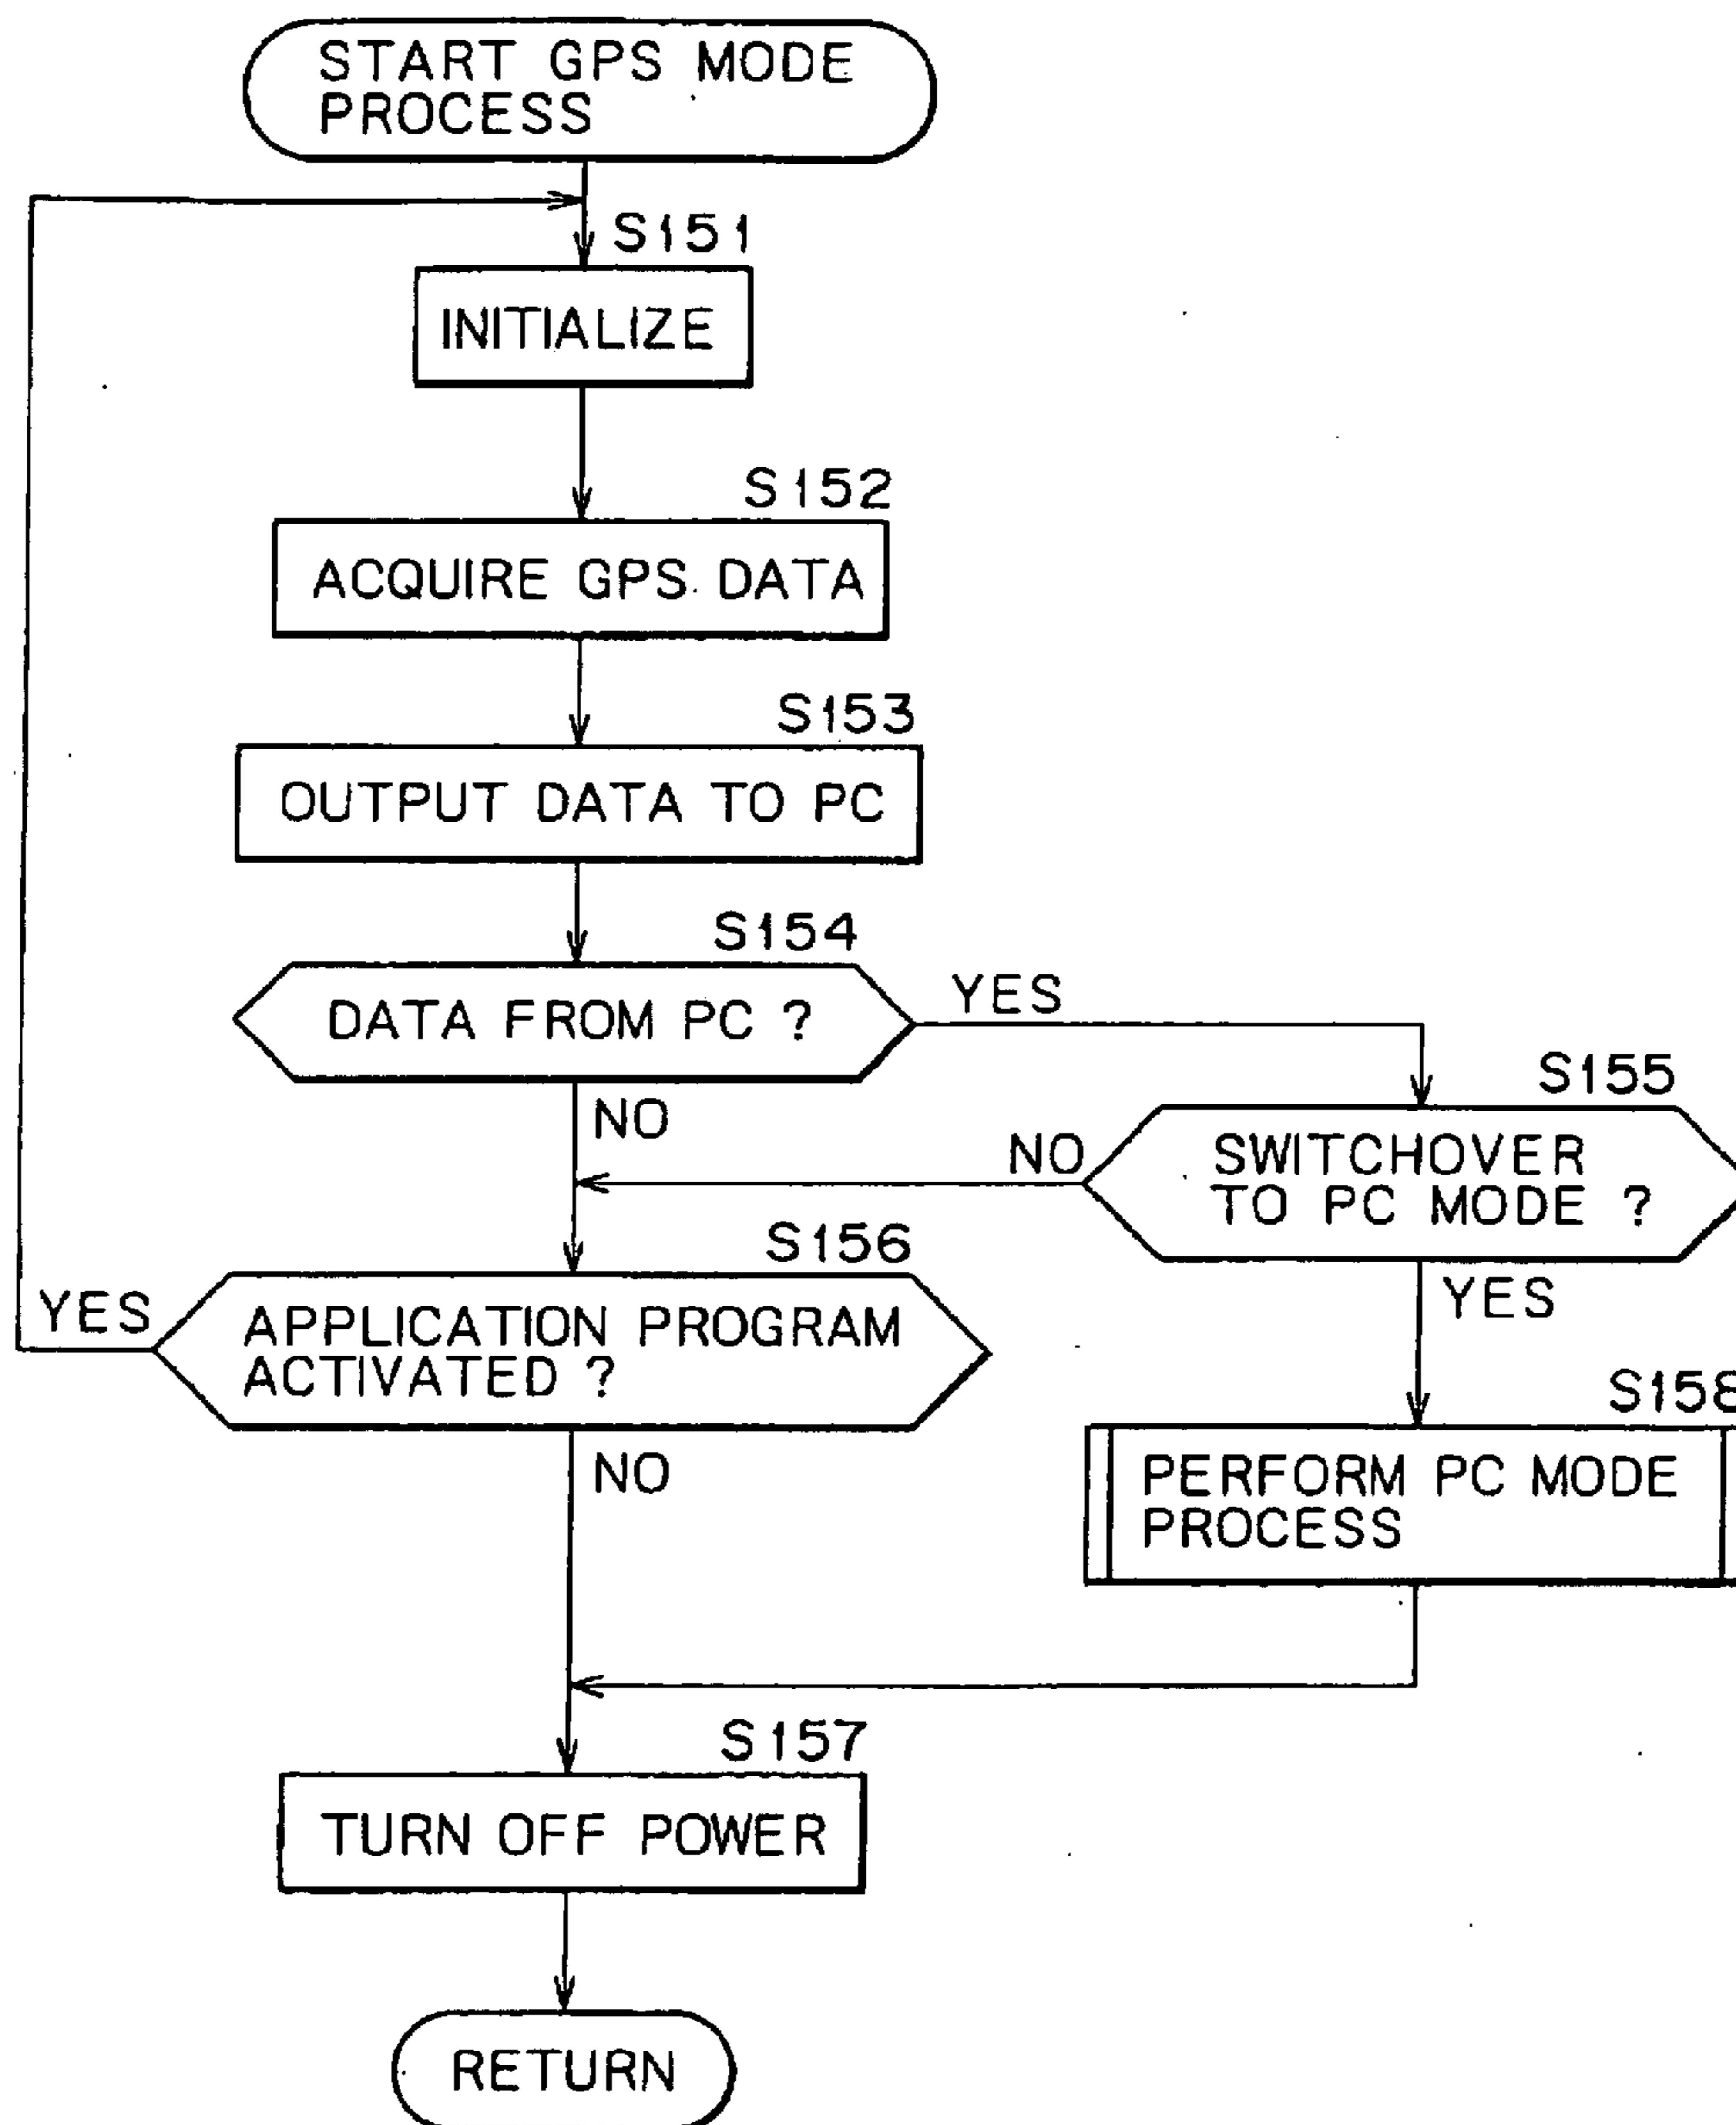 START GPS MODE
PROCESS
S151
INITIALIZE
S152
ACQUIRE GPS DATA
S153
OUTPUT DATA TO PC
S154
DATA FROM PC ?
YES
NO
S155
SWITCHOVER
TO PC MODE ?
NO
YES
S156
APPLICATION PROGRAM
ACTIVATED ?
YES
NO
S158
PERFORM PC MODE
PROCESS
S157
TURN OFF POWER
RETURN